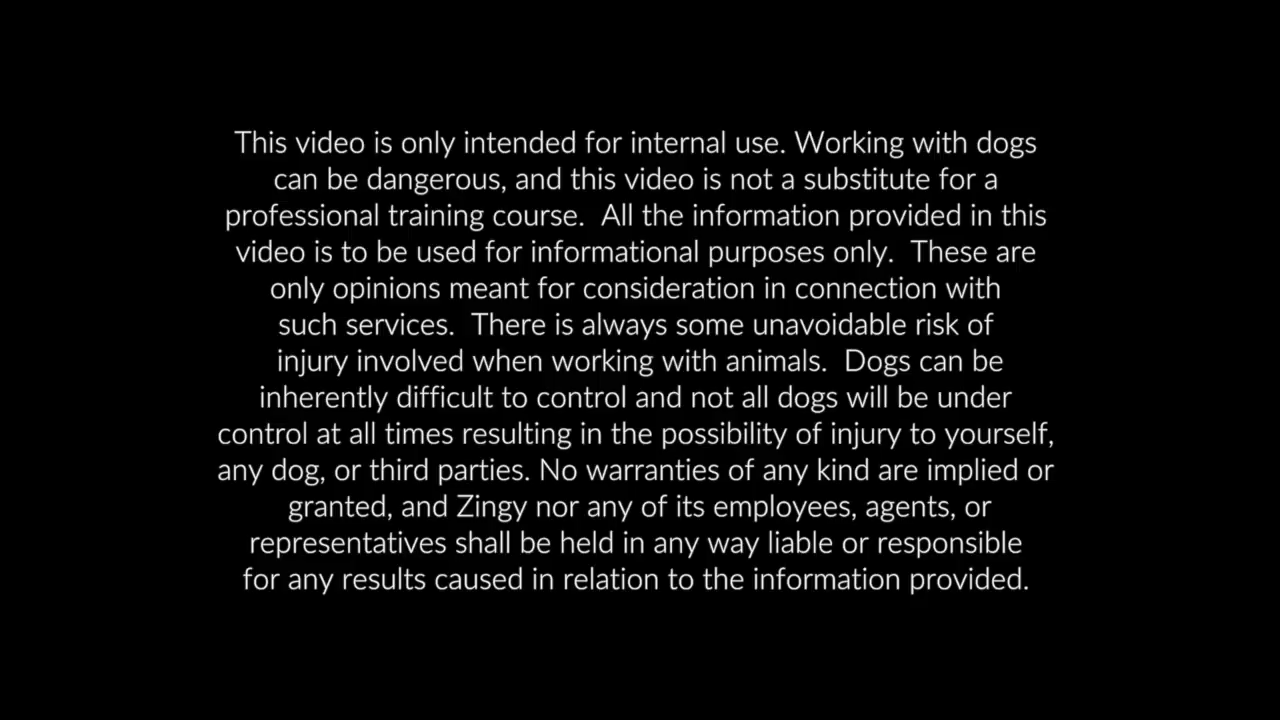 This video is only intended for internal use. Working with dogs
can be dangerous, and this video is not a substitute for a
professional training course.  All the information provided in this
video is to be used for informational purposes only.  These are
only opinions meant for consideration in connection with
such services.  There is always some unavoidable risk of
injury involved when working with animals.  Dogs can be
inherently difficult to control and not all dogs will be under
control at all times resulting in the possibility of injury to yourself,
any dog, or third parties. No warranties of any kind are implied or
granted, and Zingy nor any of its employees, agents, or
representatives shall be held in any way liable or responsible
for any results caused in relation to the information provided.